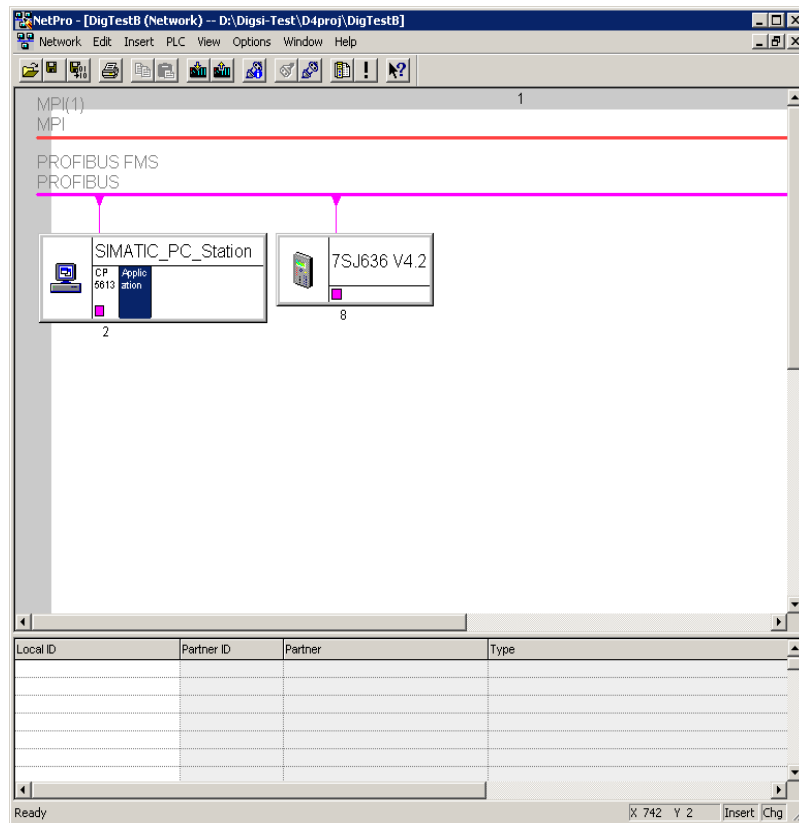 NetPro - [DigTestB (Network) -- D:\Digsi-Test\D4proj\DigTestB]
Network Edit Insert PLC View Options Window Help
1
MPI(1)
MPI
PROFIBUS FMS
PROFIBUS
SIMATIC_PC_Station
CP
5613
Applic
ation
2
7SJ636 V4.2
8
Local ID Partner ID Partner Type
Ready X 742 Y 2 Insert Chg